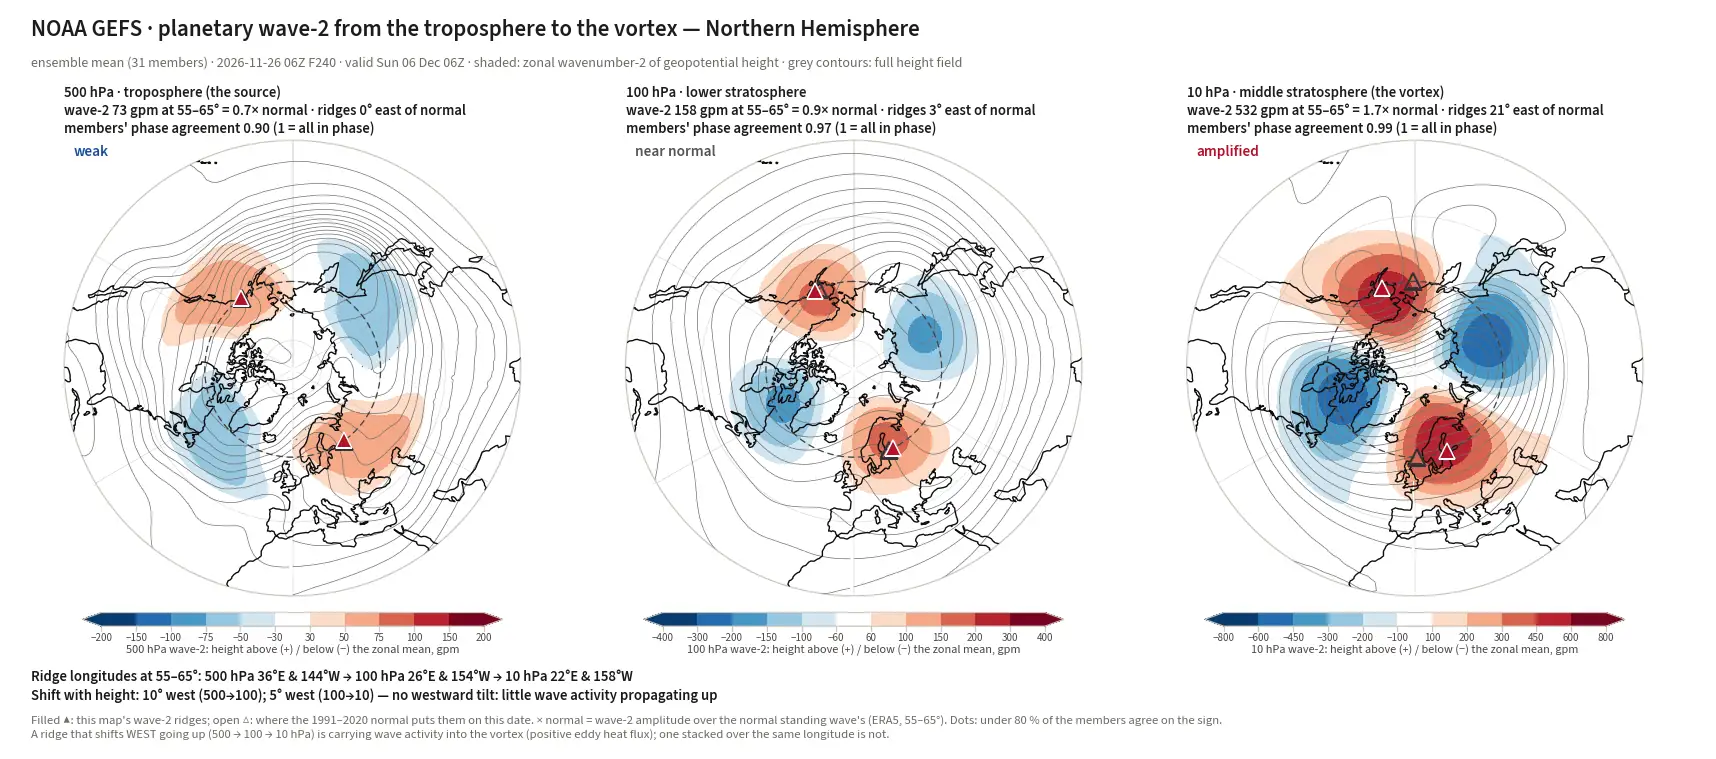 NOAA GEFS · planetary wave-2 from the troposphere to the vortex — Northern Hemisphere
ensemble mean (31 members) · 2026-11-26 06Z F240 · valid Sun 06 Dec 06Z · shaded: zonal wavenumber-2 of geopotential height · grey contours: full height field
500 hPa · troposphere (the source)
wave-2 73 gpm at 55–65° = 0.7× normal · ridges 0° east of normal
members' phase agreement 0.90 (1 = all in phase)
weak
100 hPa · lower stratosphere
wave-2 158 gpm at 55–65° = 0.9× normal · ridges 3° east of normal
members' phase agreement 0.97 (1 = all in phase)
near normal
10 hPa · middle stratosphere (the vortex)
wave-2 532 gpm at 55–65° = 1.7× normal · ridges 21° east of normal
members' phase agreement 0.99 (1 = all in phase)
amplified
−200 −150 −100 −75 −50 −30 30 50 75 100 150 200
500 hPa wave-2: height above (+) / below (−) the zonal mean, gpm
−400 −300 −200 −150 −100 −60 60 100 150 200 300 400
100 hPa wave-2: height above (+) / below (−) the zonal mean, gpm
−800 −600 −450 −300 −200 −100 100 200 300 450 600 800
10 hPa wave-2: height above (+) / below (−) the zonal mean, gpm
Ridge longitudes at 55–65°: 500 hPa 36°E & 144°W → 100 hPa 26°E & 154°W → 10 hPa 22°E & 158°W
Shift with height: 10° west (500→100); 5° west (100→10) — no westward tilt: little wave activity propagating up
Filled ▲: this map's wave-2 ridges; open △: where the 1991–2020 normal puts them on this date. × normal = wave-2 amplitude over the normal standing wave's (ERA5, 55–65°). Dots: under 80 % of the members agree on the sign.
A ridge that shifts WEST going up (500 → 100 → 10 hPa) is carrying wave activity into the vortex (positive eddy heat flux); one stacked over the same longitude is not.